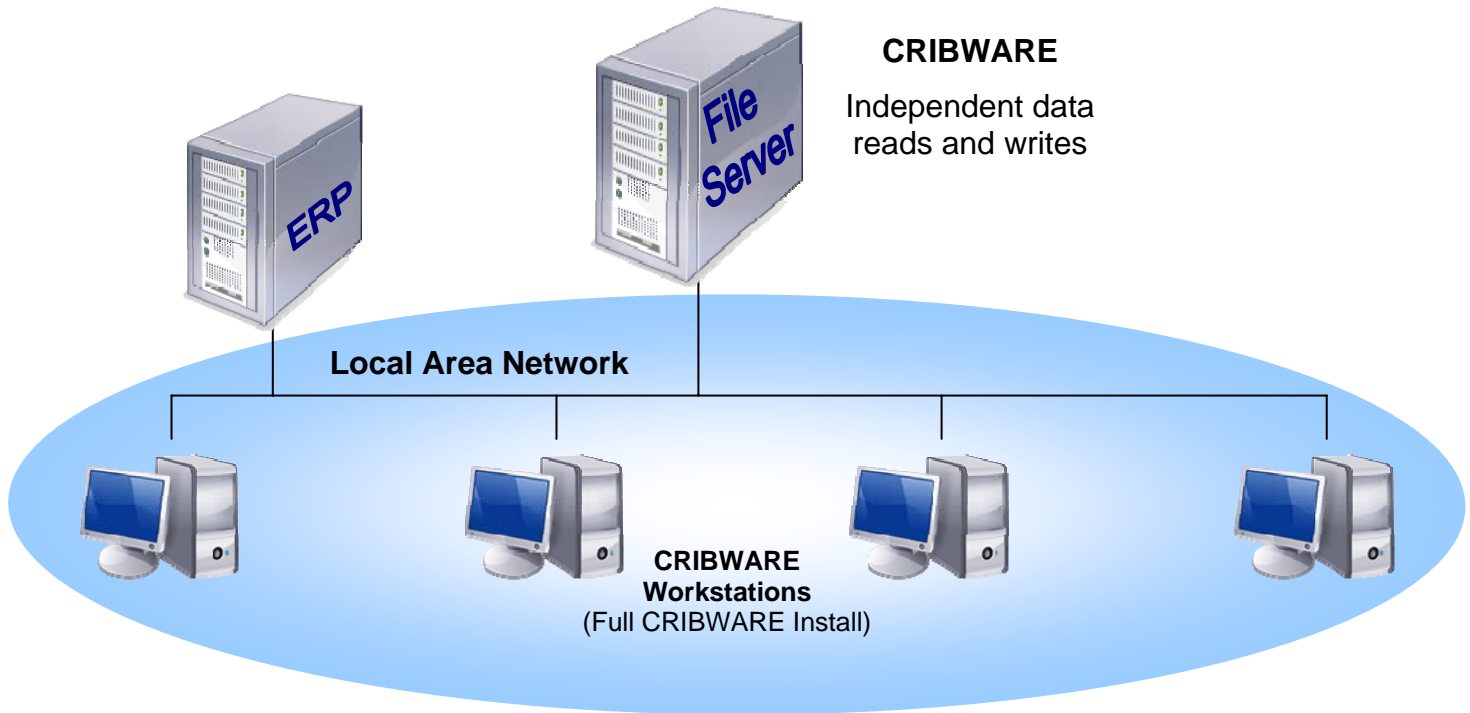 CRIBWARE
Independent data
reads and writes
File
Server
ERP
Local Area Network
CRIBWARE
Workstations
(Full CRIBWARE Install)